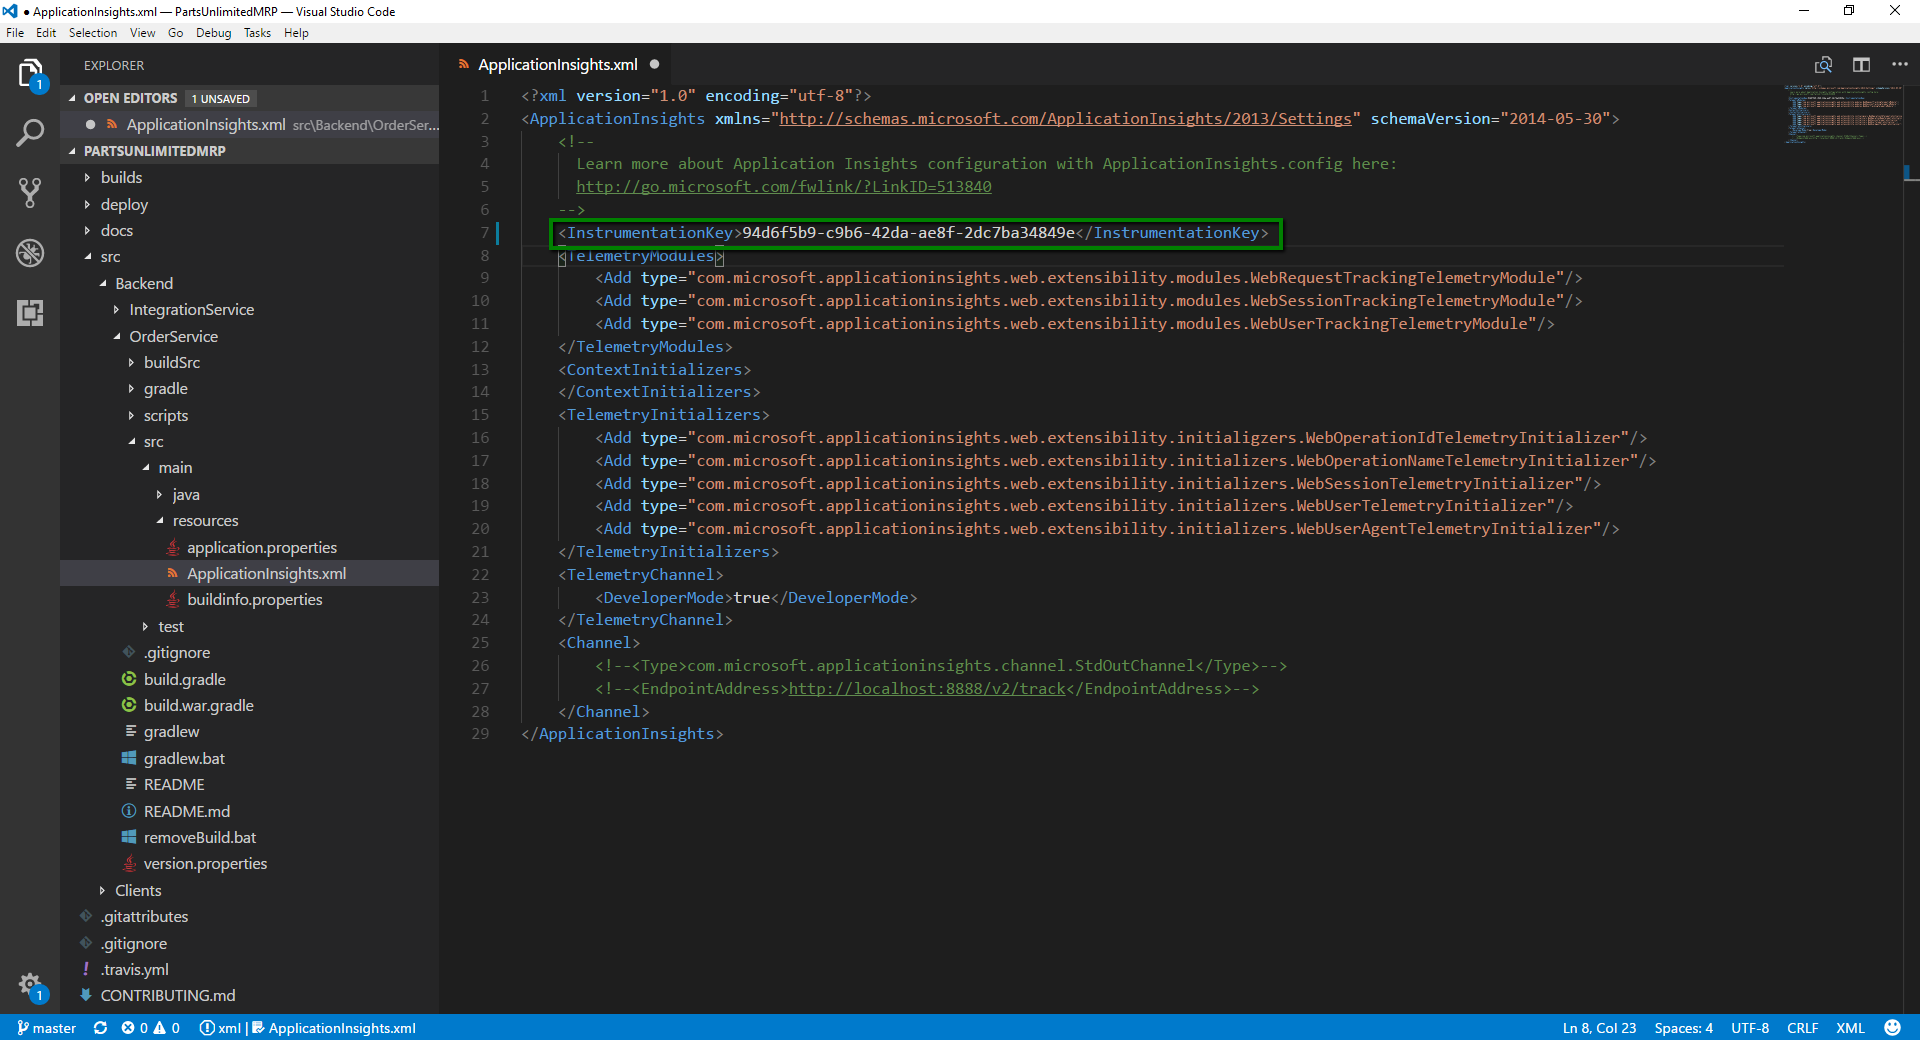 ● ApplicationInsights.xml — PartsUnlimitedMRP — Visual Studio Code
File Edit Selection View Go Debug Tasks Help
EXPLORER
OPEN EDITORS 1 UNSAVED
ApplicationInsights.xml src\Backend\OrderSer...
PARTSUNLIMITEDMRP
builds
deploy
docs
src
Backend
IntegrationService
OrderService
buildSrc
gradle
scripts
src
main
java
resources
application.properties
ApplicationInsights.xml
buildinfo.properties
test
.gitignore
build.gradle
build.war.gradle
gradlew
gradlew.bat
README
README.md
removeBuild.bat
version.properties
Clients
.gitattributes
.gitignore
.travis.yml
CONTRIBUTING.md
1
1
ApplicationInsights.xml
1 <?xml version="1.0" encoding="utf-8"?>
2 <ApplicationInsights xmlns="http://schemas.microsoft.com/ApplicationInsights/2013/Settings" schemaVersion="2014-05-30">
3 <!--
4 Learn more about Application Insights configuration with ApplicationInsights.config here:
5 http://go.microsoft.com/fwlink/?LinkID=513840
6 -->
7 <InstrumentationKey>94d6f5b9-c9b6-42da-ae8f-2dc7ba34849e</InstrumentationKey>
8 <TelemetryModules>
9 <Add type="com.microsoft.applicationinsights.web.extensibility.modules.WebRequestTrackingTelemetryModule"/>
10 <Add type="com.microsoft.applicationinsights.web.extensibility.modules.WebSessionTrackingTelemetryModule"/>
11 <Add type="com.microsoft.applicationinsights.web.extensibility.modules.WebUserTrackingTelemetryModule"/>
12 </TelemetryModules>
13 <ContextInitializers>
14 </ContextInitializers>
15 <TelemetryInitializers>
16 <Add type="com.microsoft.applicationinsights.web.extensibility.initialigzers.WebOperationIdTelemetryInitializer"/>
17 <Add type="com.microsoft.applicationinsights.web.extensibility.initializers.WebOperationNameTelemetryInitializer"/>
18 <Add type="com.microsoft.applicationinsights.web.extensibility.initializers.WebSessionTelemetryInitializer"/>
19 <Add type="com.microsoft.applicationinsights.web.extensibility.initializers.WebUserTelemetryInitializer"/>
20 <Add type="com.microsoft.applicationinsights.web.extensibility.initializers.WebUserAgentTelemetryInitializer"/>
21 </TelemetryInitializers>
22 <TelemetryChannel>
23 <DeveloperMode>true</DeveloperMode>
24 </TelemetryChannel>
25 <Channel>
26 <!--<Type>com.microsoft.applicationinsights.channel.StdOutChannel</Type>-->
27 <!--<EndpointAddress>http://localhost:8888/v2/track</EndpointAddress>-->
28 </Channel>
29 </ApplicationInsights>
master 0 0 xml | ApplicationInsights.xml Ln 8, Col 23 Spaces: 4 UTF-8 CRLF XML